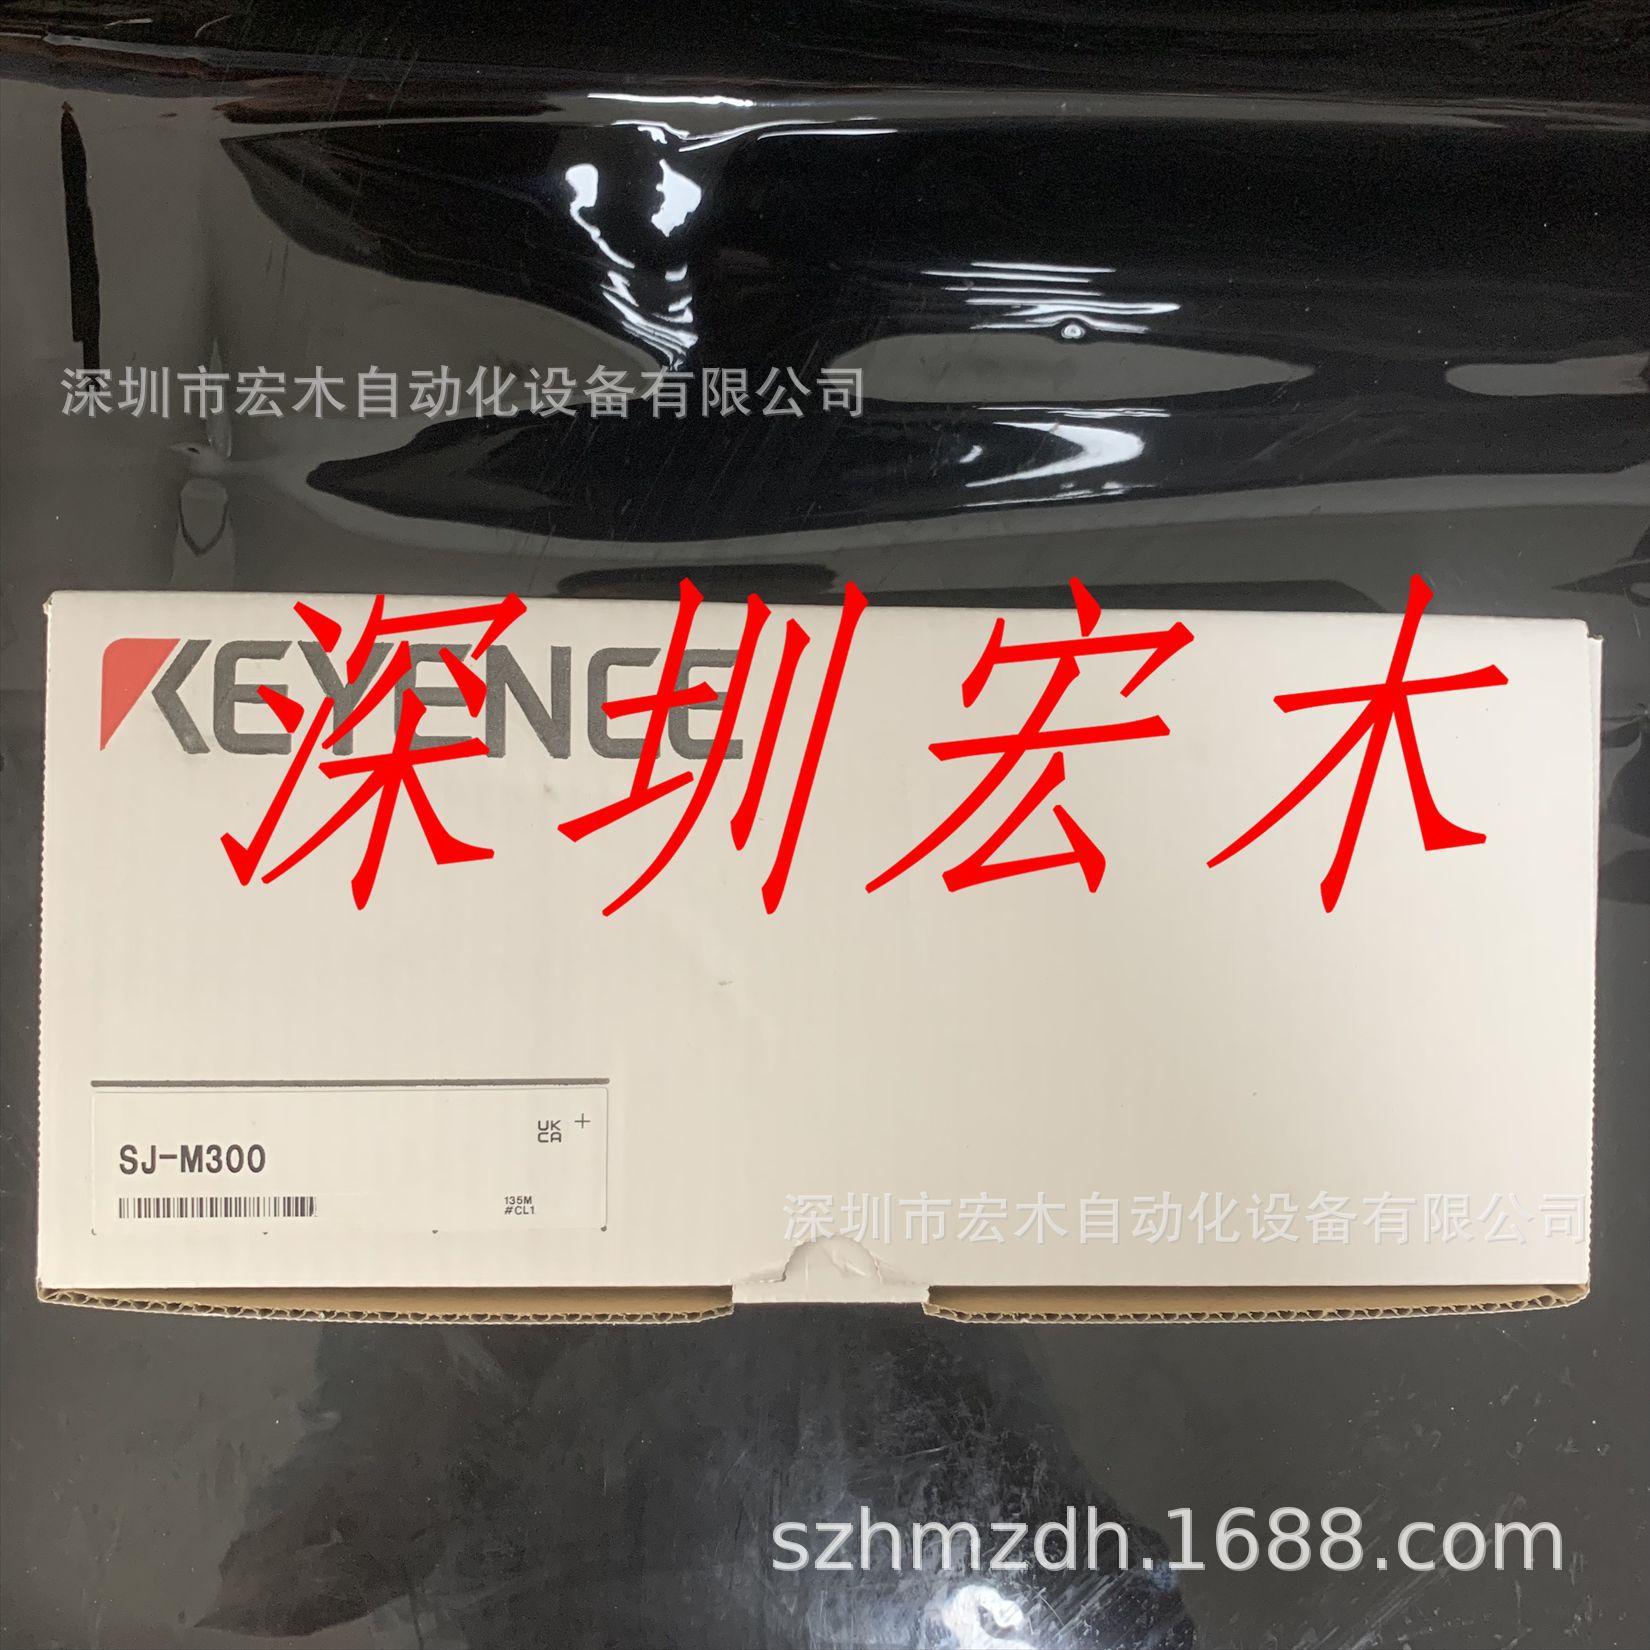 深圳市宏木自动化设备有限公司
KEYENCE
深圳宏木
UK
CA
SJ-M300
135M
#CL1
深圳市宏木自动化设备有限公司
szhmzdh.1688.com